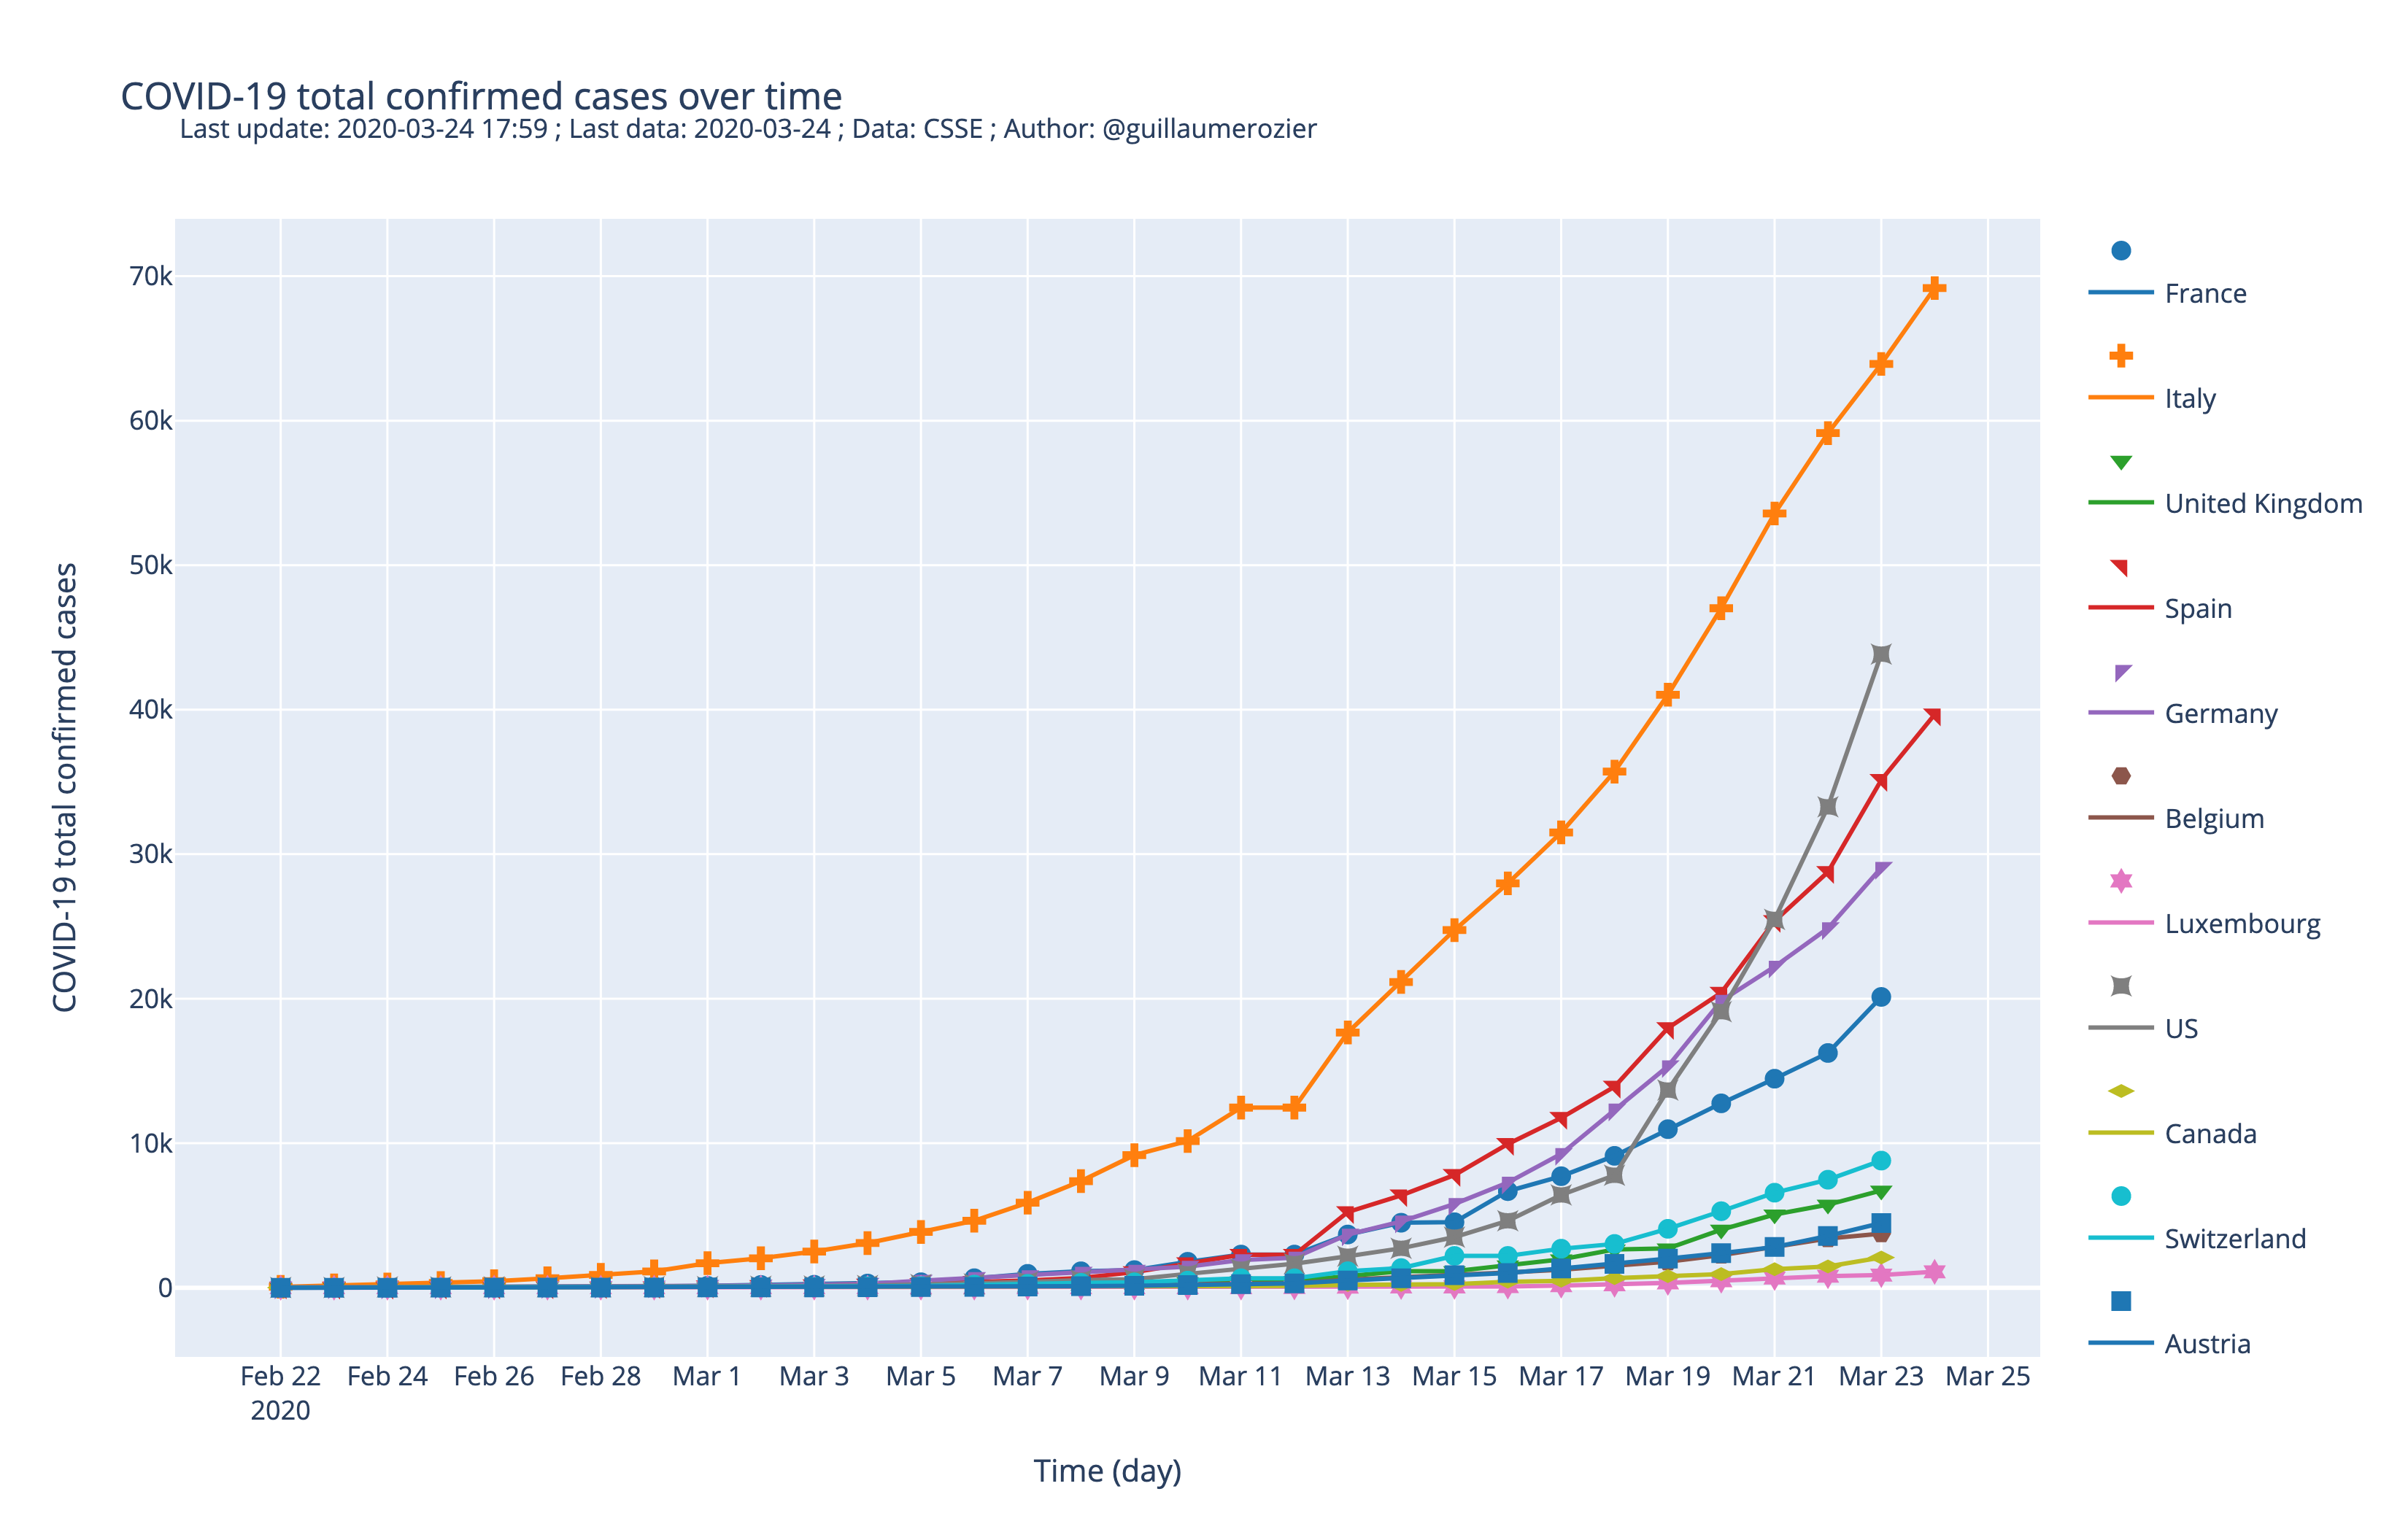 COVID-19 total confirmed cases over time
Last update: 2020-03-24 17:59 ; Last data: 2020-03-24 ; Data: CSSE ; Author: @guillaumerozier
COVID-19 total confirmed cases
70k
60k
50k
40k
30k
20k
10k
0
Feb 22 Feb 24 Feb 26 Feb 28 Mar 1 Mar 3 Mar 5 Mar 7 Mar 9 Mar 11 Mar 13 Mar 15 Mar 17 Mar 19 Mar 21 Mar 23 Mar 25
2020
Time (day)
France
Italy
United Kingdom
Spain
Germany
Belgium
Luxembourg
US
Canada
Switzerland
Austria